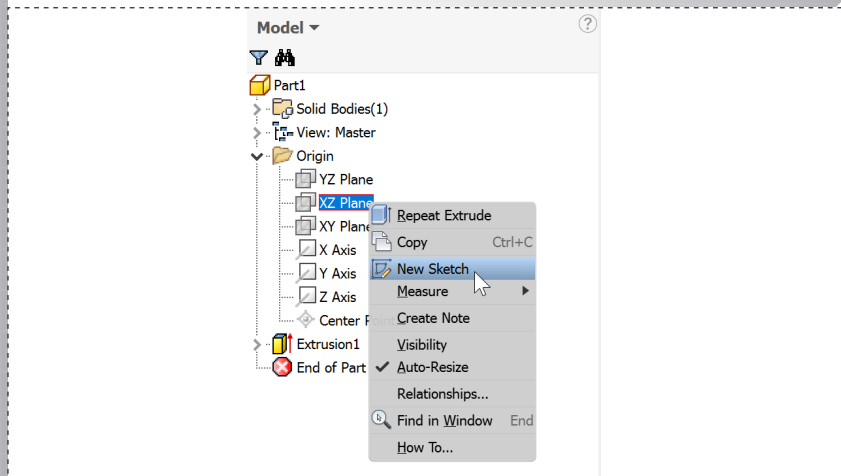 Model
?
Part1
Solid Bodies(1)
View: Master
Origin
YZ Plane
XZ Plane
XY Plane
X Axis
Y Axis
Z Axis
Center Point
Extrusion1
End of Part
Repeat Extrude
Copy Ctrl+C
New Sketch
Measure
Create Note
Visibility
Auto-Resize
Relationships...
Find in Window End
How To...